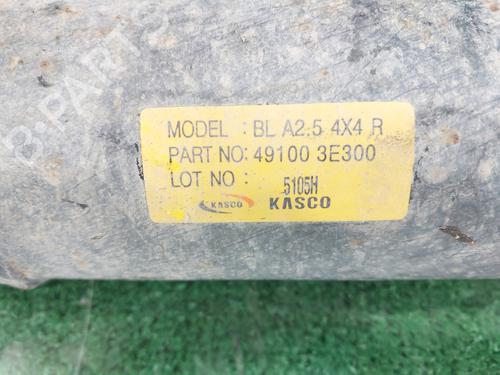 MODEL : BL A2.5 4X4 R
PART NO: 49100 3E300
LOT NO : 5105H
KASCO KASCO